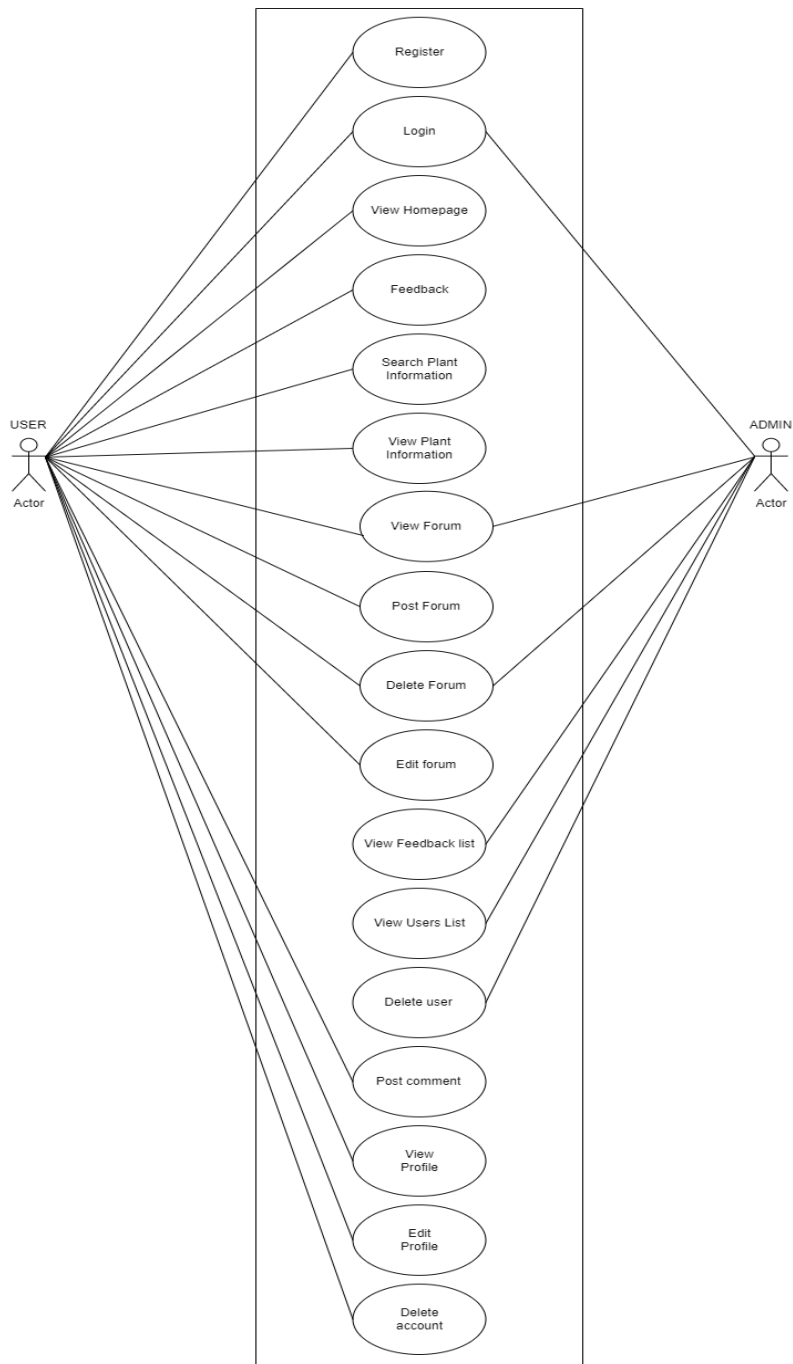 Register
Login
View Homepage
Feedback
Search Plant
Information
USER
ADMIN
View Plant
Information
Actor
Actor
View Forum
Post Forum
Delete Forum
Edit forum
View Feedback list
View Users List
Delete user
Post comment
View
Profile
Edit
Profile
Delete
account